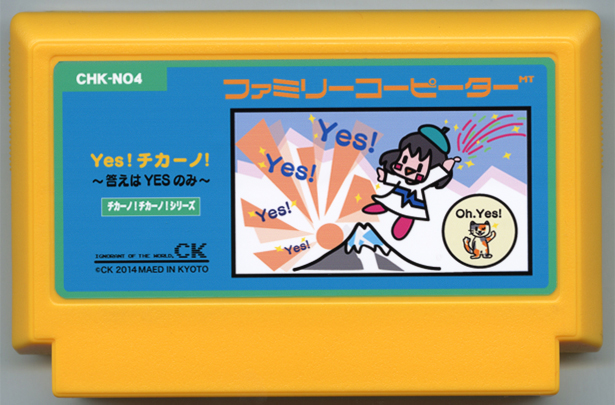 CHK-NO4
ファミリーコーピーターMT
Yes!チカーノ!
～答えはYESのみ～
チカーノ!チカーノ!シリーズ
IGNORANT OF THE WORLD, CK
©CK 2014 MAED IN KYOTO
Yes!
Yes!
Yes!
Yes!
Oh.Yes!